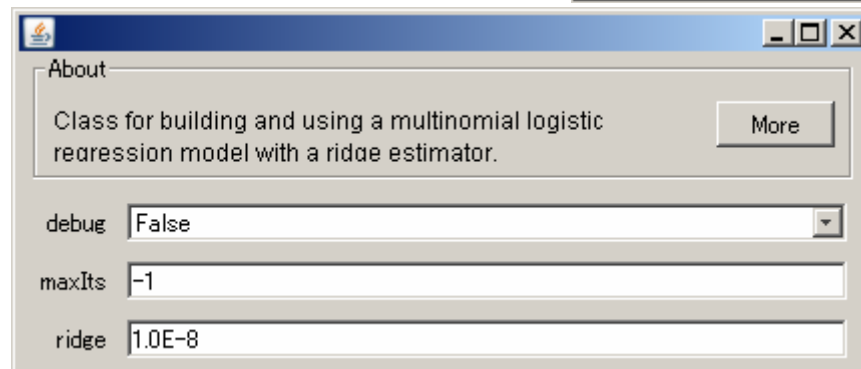 About
Class for building and using a multinomial logistic
regression model with a ridge estimator.
More
debug False
maxIts -1
ridge 1.0E-8